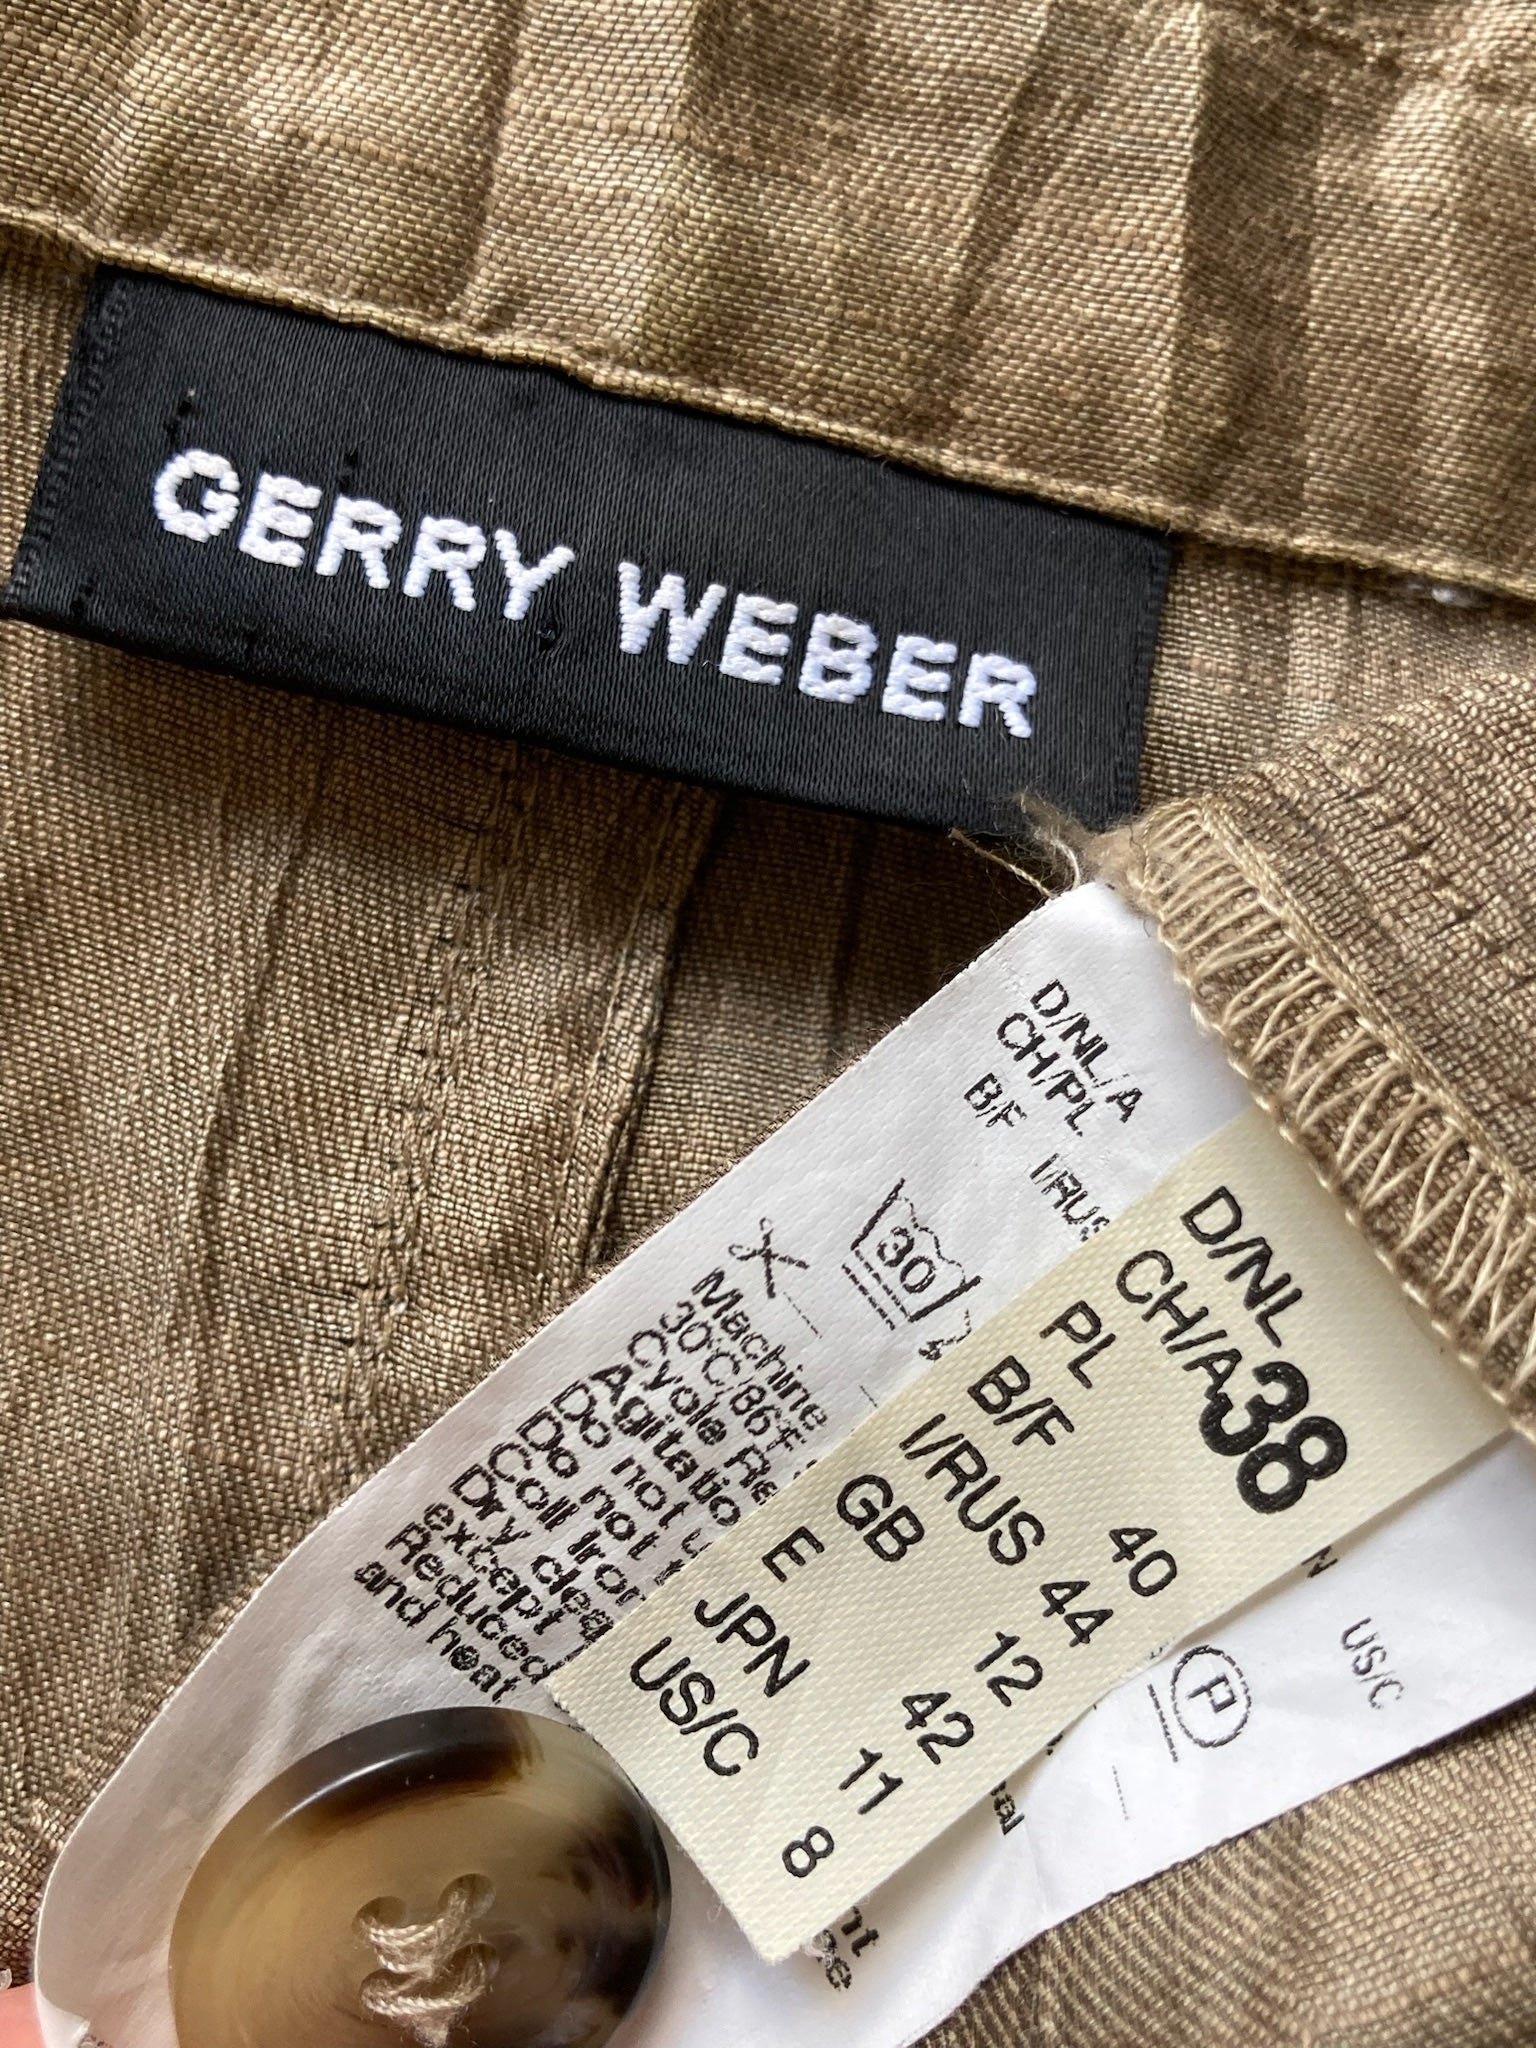 GERRY WEBER
D/NL/A
CH/PL
B/F
I/RUS
30
Machine
30°C/86°F
Cycle
Agitatio
Do not
Do not
Cool Iron
Dry clea
except
Reduced
and heat
D/NL
CH/A 38
PL
B/F 40
I/RUS 44
GB 12
E 42
JPN 11
US/C 8
P
US/C